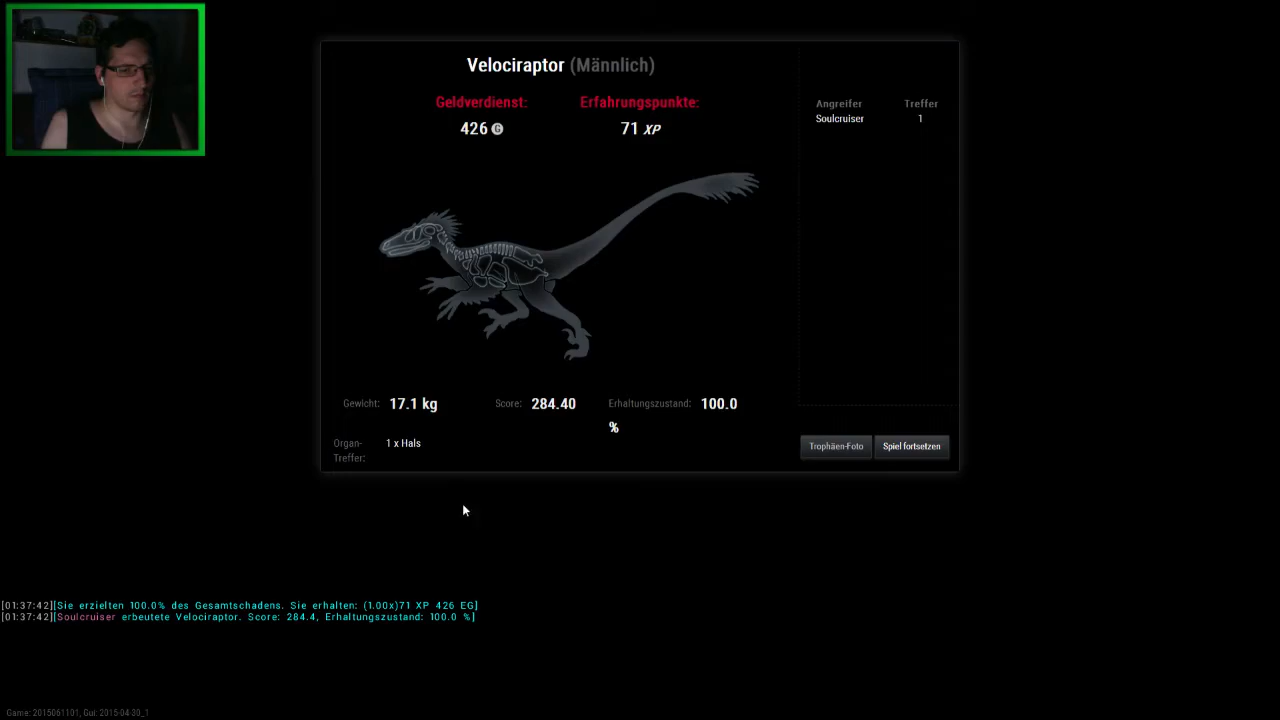 Velociraptor (Männlich)
Geldverdienst: Erfahrungspunkte:
426 G 71 XP
Angreifer Treffer
Soulcruiser 1
Gewicht: 17.1 kg Score: 284.40 Erhaltungszustand: 100.0
%
Organ- 1 x Hals
Treffer:
Trophäen-Foto Spiel fortsetzen
[01:37:42][Sie erzielten 100.0% des Gesamtschadens. Sie erhalten: (1.00x)71 XP 426 EG]
[01:37:42][Soulcruiser erbeutete Velociraptor. Score: 284.4, Erhaltungszustand: 100.0 %]
Game: 2015061101, Gui: 2015-04-30_1